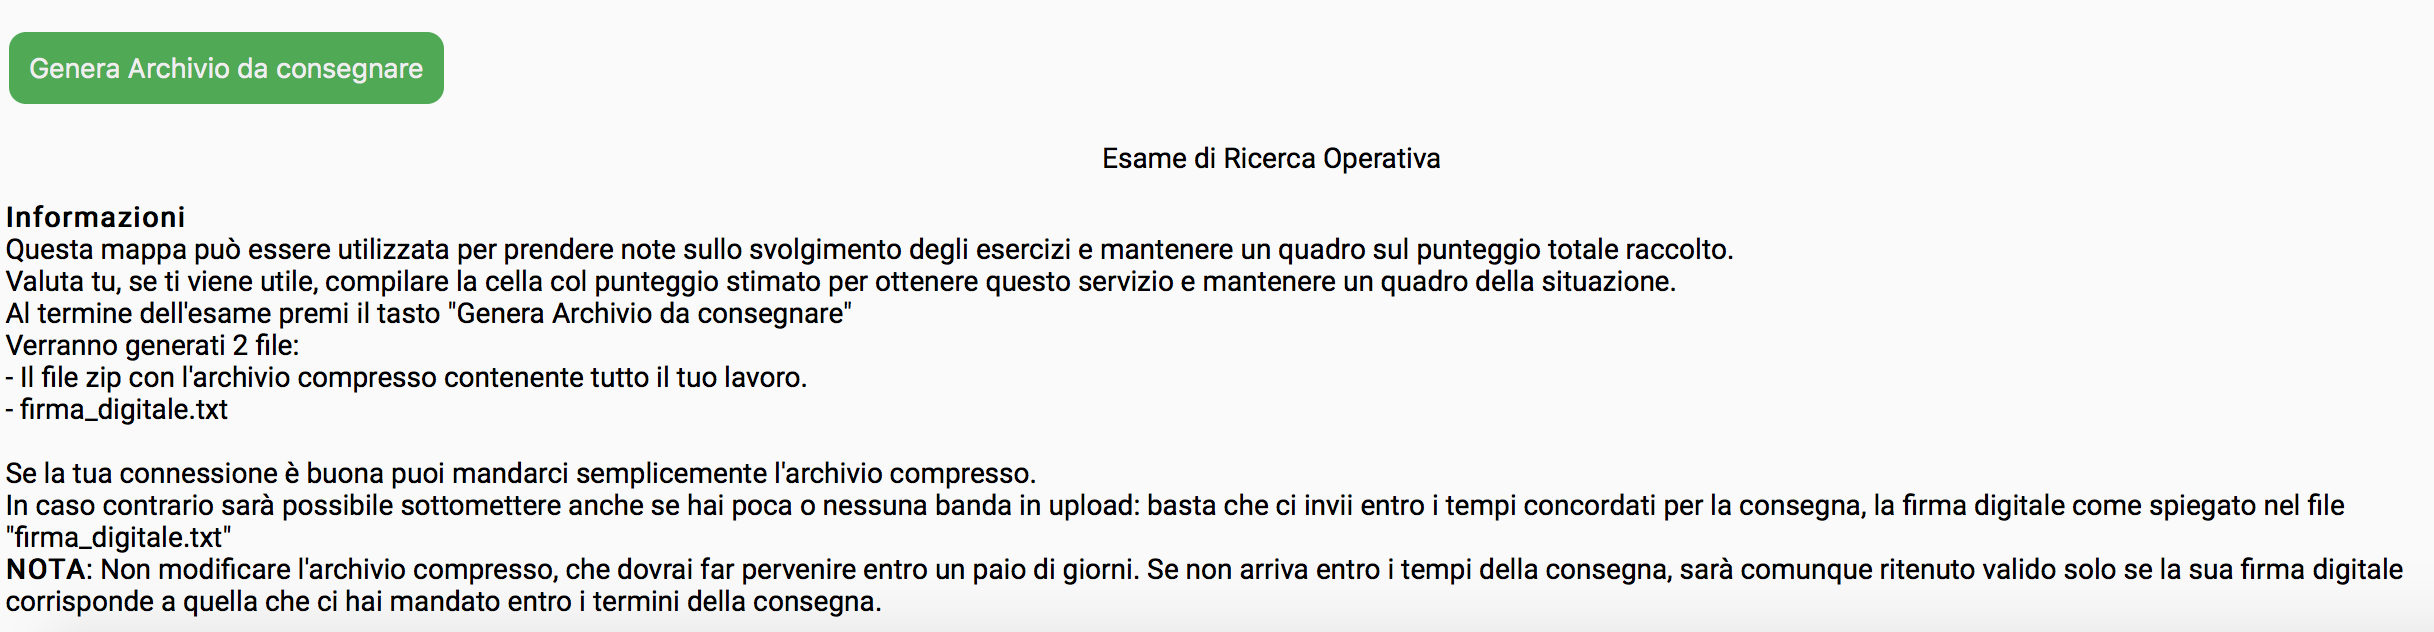 Genera Archivio da consegnare
Esame di Ricerca Operativa
Informazioni
Questa mappa può essere utilizzata per prendere note sullo svolgimento degli esercizi e mantenere un quadro sul punteggio totale raccolto.
Valuta tu, se ti viene utile, compilare la cella col punteggio stimato per ottenere questo servizio e mantenere un quadro della situazione.
Al termine dell'esame premi il tasto "Genera Archivio da consegnare"
Verranno generati 2 file:
- Il file zip con l'archivio compresso contenente tutto il tuo lavoro.
- firma_digitale.txt
Se la tua connessione è buona puoi mandarci semplicemente l'archivio compresso.
In caso contrario sarà possibile sottomettere anche se hai poca o nessuna banda in upload: basta che ci invii entro i tempi concordati per la consegna, la firma digitale come spiegato nel file
"firma_digitale.txt"
NOTA: Non modificare l'archivio compresso, che dovrai far pervenire entro un paio di giorni. Se non arriva entro i tempi della consegna, sarà comunque ritenuto valido solo se la sua firma digitale
corrisponde a quella che ci hai mandato entro i termini della consegna.